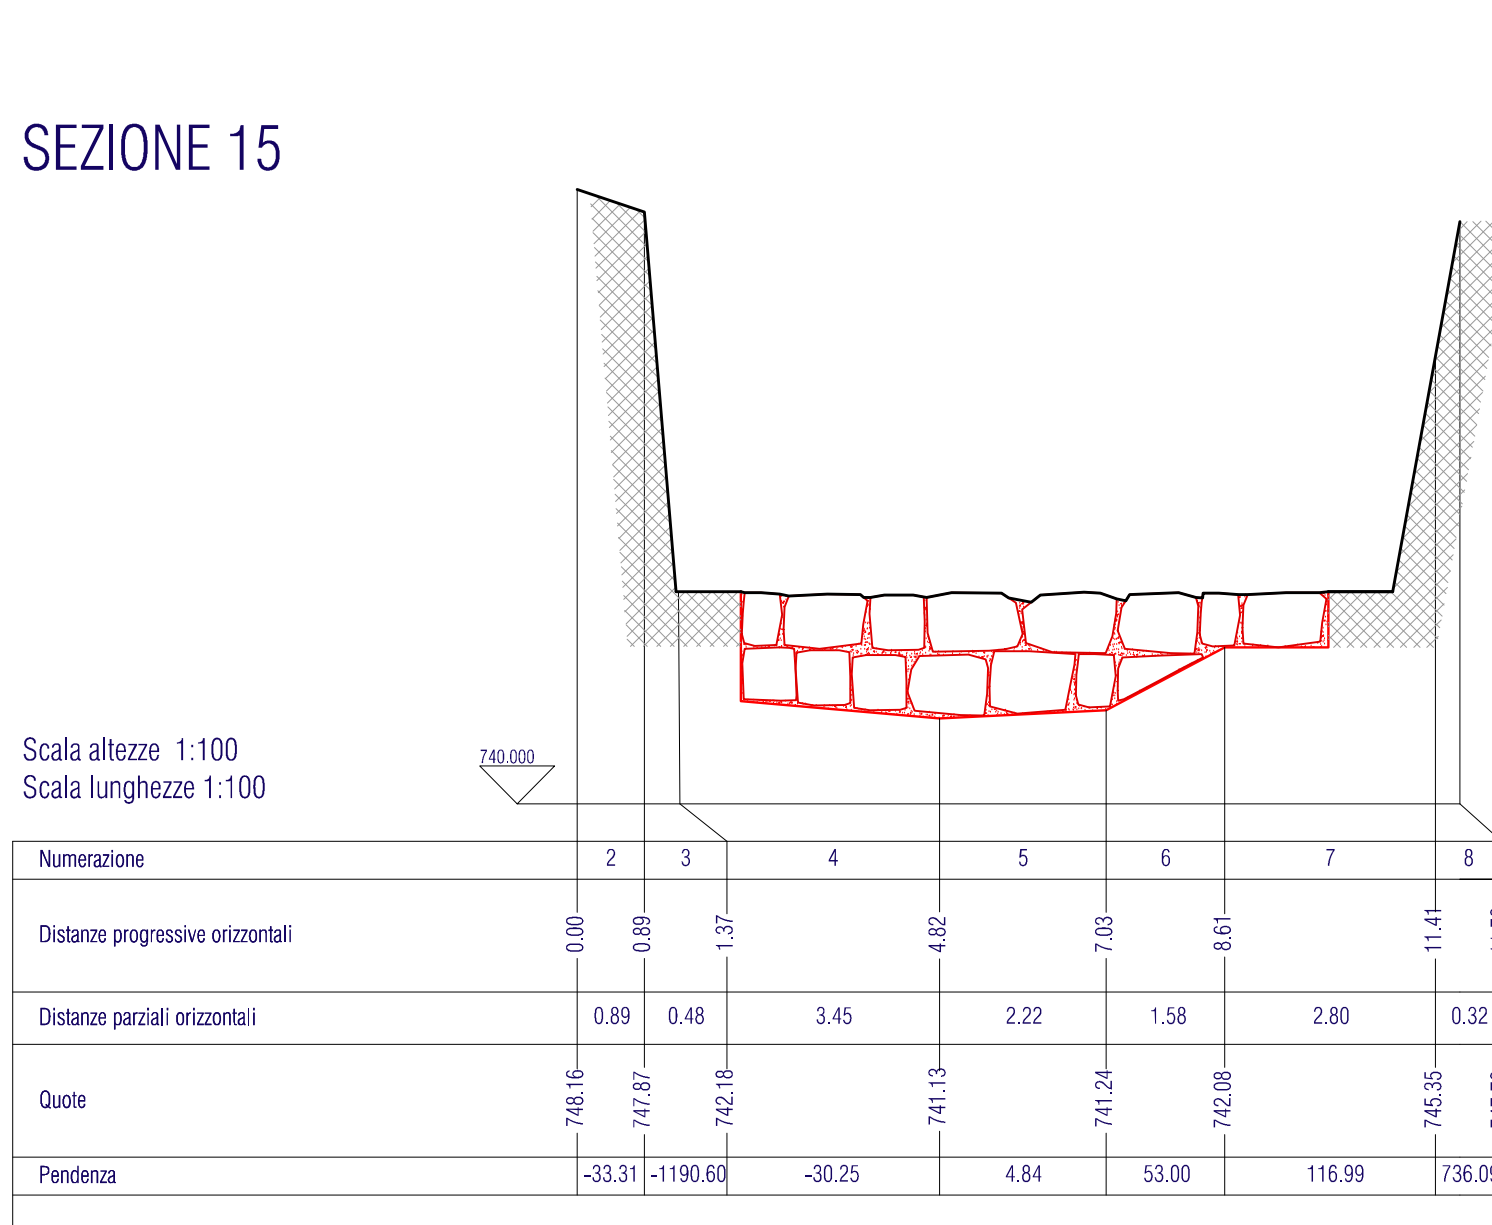 SEZIONE 15
Scala altezze 1:100
Scala lunghezze 1:100
740.000
Numerazione 2 3 4 5 6 7 8
Distanze progressive orizzontali 0.00 0.89 1.37 4.82 7.03 8.61 11.41
Distanze parziali orizzontali 0.89 0.48 3.45 2.22 1.58 2.80 0.32
Quote 748.16 747.87 742.18 741.13 741.24 742.08 745.35
Pendenza -33.31 -1190.60 -30.25 4.84 53.00 116.99 736.09